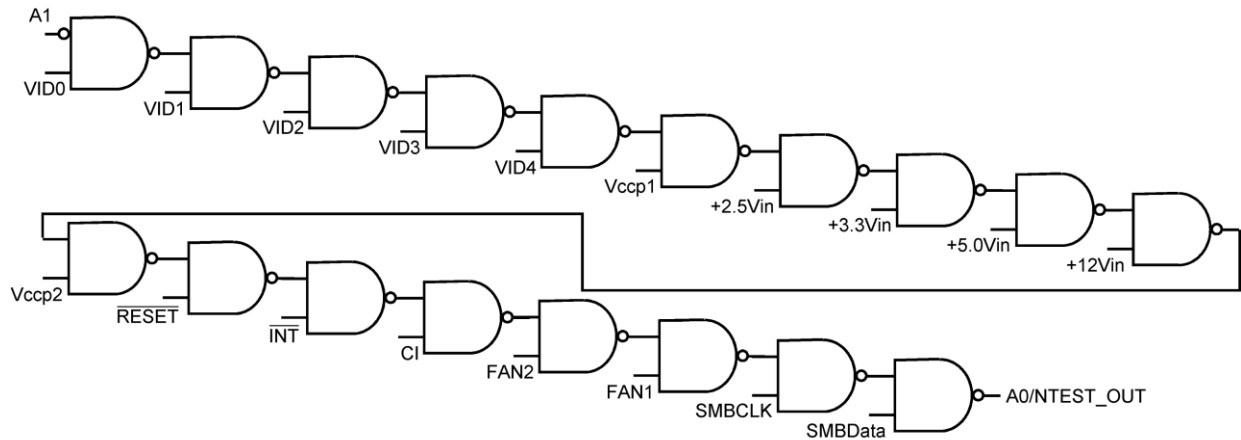 A1
VID0
VID1
VID2
VID3
VID4
Vccp1
+2.5Vin
+3.3Vin
+5.0Vin
+12Vin
Vccp2
RESET
INT
CI
FAN2
FAN1
SMBCLK
SMBData
A0/NTEST_OUT